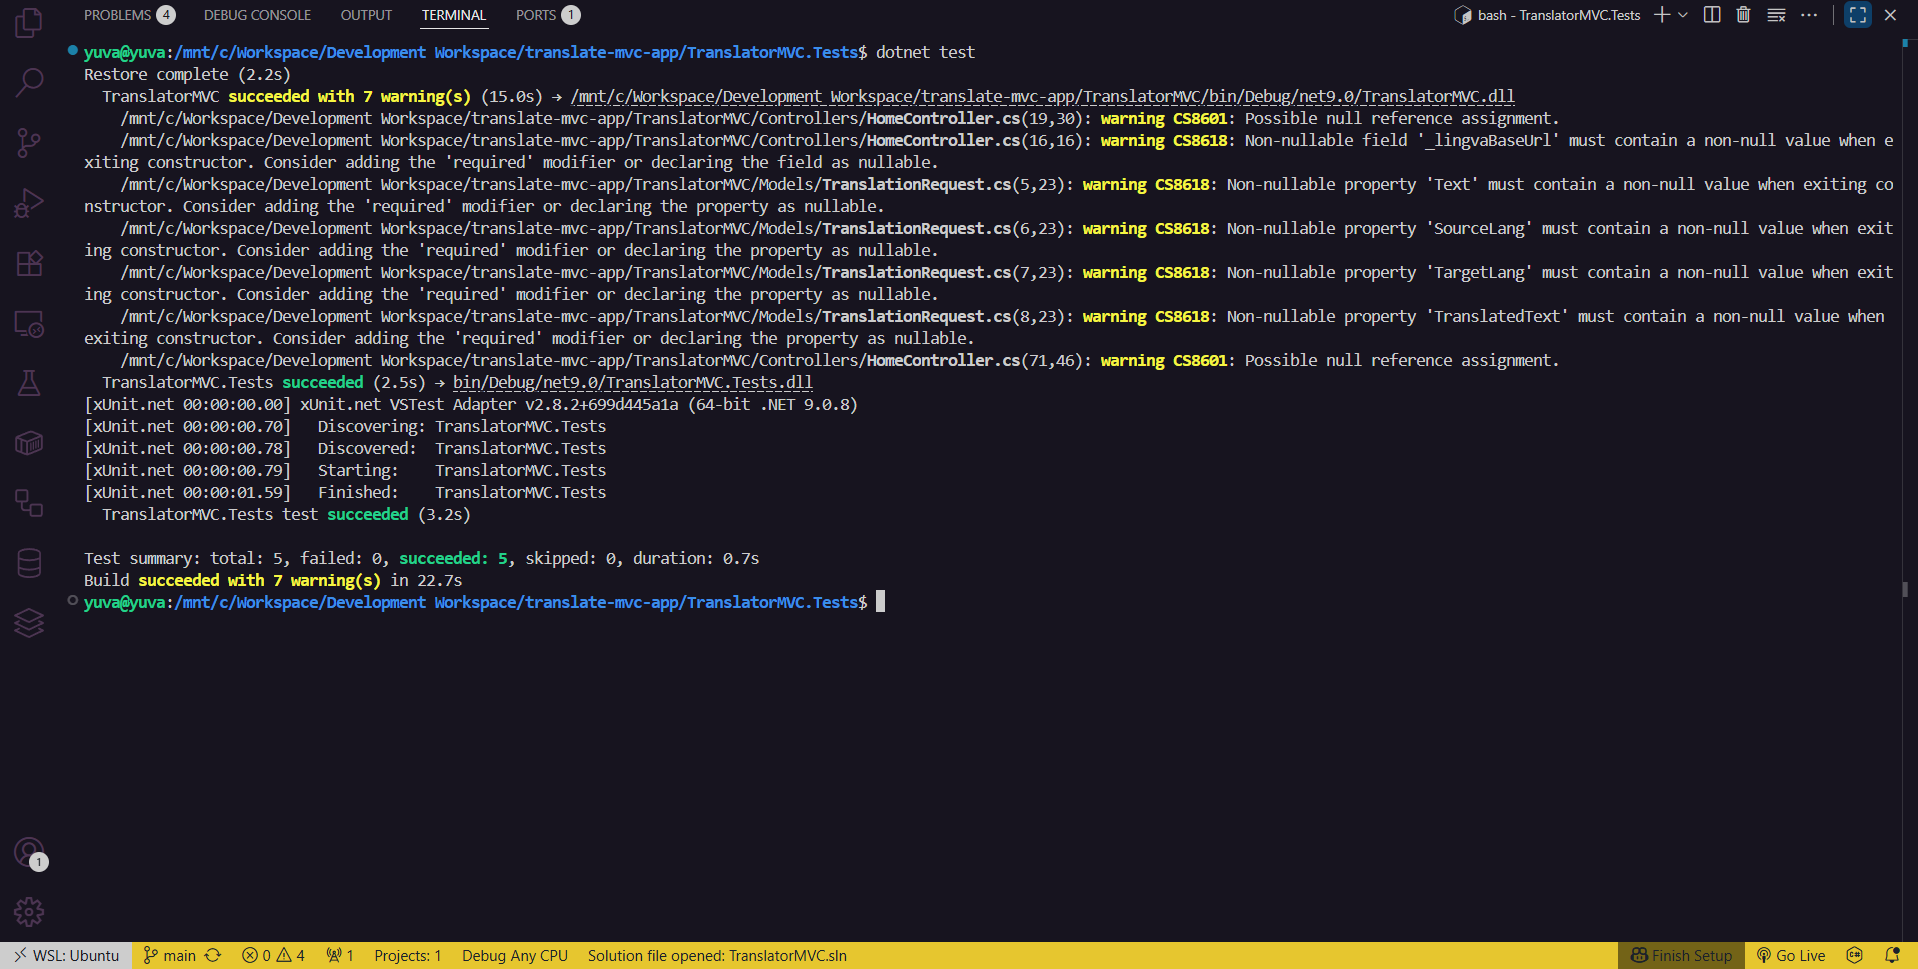 PROBLEMS 4 DEBUG CONSOLE OUTPUT TERMINAL PORTS 1 bash - TranslatorMVC.Tests
yuva@yuva:/mnt/c/Workspace/Development Workspace/translate-mvc-app/TranslatorMVC.Tests$ dotnet test
Restore complete (2.2s)
TranslatorMVC succeeded with 7 warning(s) (15.0s) → /mnt/c/Workspace/Development Workspace/translate-mvc-app/TranslatorMVC/bin/Debug/net9.0/TranslatorMVC.dll
/mnt/c/Workspace/Development Workspace/translate-mvc-app/TranslatorMVC/Controllers/HomeController.cs(19,30): warning CS8601: Possible null reference assignment.
/mnt/c/Workspace/Development Workspace/translate-mvc-app/TranslatorMVC/Controllers/HomeController.cs(16,16): warning CS8618: Non-nullable field '_lingvaBaseUrl' must contain a non-null value when e
xiting constructor. Consider adding the 'required' modifier or declaring the field as nullable.
/mnt/c/Workspace/Development Workspace/translate-mvc-app/TranslatorMVC/Models/TranslationRequest.cs(5,23): warning CS8618: Non-nullable property 'Text' must contain a non-null value when exiting co
nstructor. Consider adding the 'required' modifier or declaring the property as nullable.
/mnt/c/Workspace/Development Workspace/translate-mvc-app/TranslatorMVC/Models/TranslationRequest.cs(6,23): warning CS8618: Non-nullable property 'SourceLang' must contain a non-null value when exit
ing constructor. Consider adding the 'required' modifier or declaring the property as nullable.
/mnt/c/Workspace/Development Workspace/translate-mvc-app/TranslatorMVC/Models/TranslationRequest.cs(7,23): warning CS8618: Non-nullable property 'TargetLang' must contain a non-null value when exit
ing constructor. Consider adding the 'required' modifier or declaring the property as nullable.
/mnt/c/Workspace/Development Workspace/translate-mvc-app/TranslatorMVC/Models/TranslationRequest.cs(8,23): warning CS8618: Non-nullable property 'TranslatedText' must contain a non-null value when
exiting constructor. Consider adding the 'required' modifier or declaring the property as nullable.
/mnt/c/Workspace/Development Workspace/translate-mvc-app/TranslatorMVC/Controllers/HomeController.cs(71,46): warning CS8601: Possible null reference assignment.
TranslatorMVC.Tests succeeded (2.5s) → bin/Debug/net9.0/TranslatorMVC.Tests.dll
[xUnit.net 00:00:00.00] xUnit.net VSTest Adapter v2.8.2+699d445a1a (64-bit .NET 9.0.8)
[xUnit.net 00:00:00.70] Discovering: TranslatorMVC.Tests
[xUnit.net 00:00:00.78] Discovered: TranslatorMVC.Tests
[xUnit.net 00:00:00.79] Starting: TranslatorMVC.Tests
[xUnit.net 00:00:01.59] Finished: TranslatorMVC.Tests
TranslatorMVC.Tests test succeeded (3.2s)
Test summary: total: 5, failed: 0, succeeded: 5, skipped: 0, duration: 0.7s
Build succeeded with 7 warning(s) in 22.7s
yuva@yuva:/mnt/c/Workspace/Development Workspace/translate-mvc-app/TranslatorMVC.Tests$
1
WSL: Ubuntu main 0 4 1 Projects: 1 Debug Any CPU Solution file opened: TranslatorMVC.sln Finish Setup Go Live